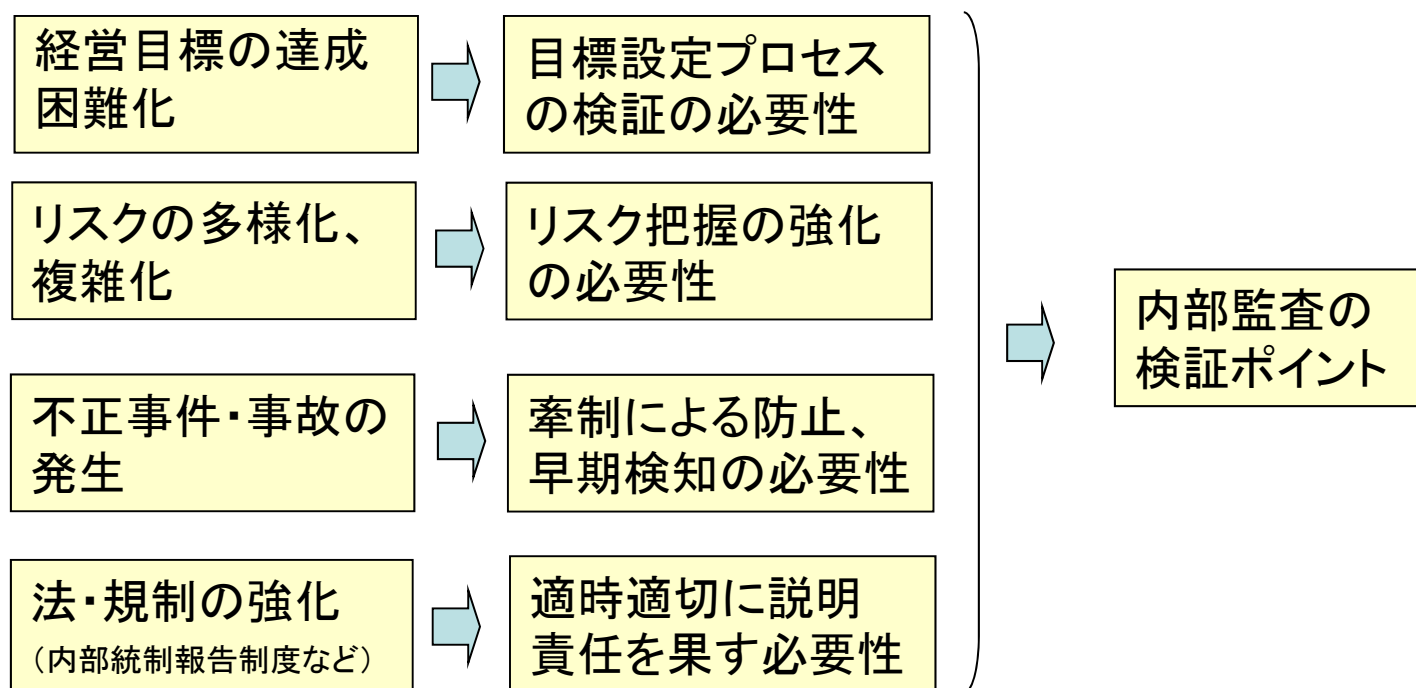 経営目標の達成
困難化
目標設定プロセス
の検証の必要性
リスクの多様化、
複雑化
リスク把握の強化
の必要性
不正事件・事故の
発生
牽制による防止、
早期検知の必要性
法・規制の強化
（内部統制報告制度など）
適時適切に説明
責任を果す必要性
内部監査の
検証ポイント